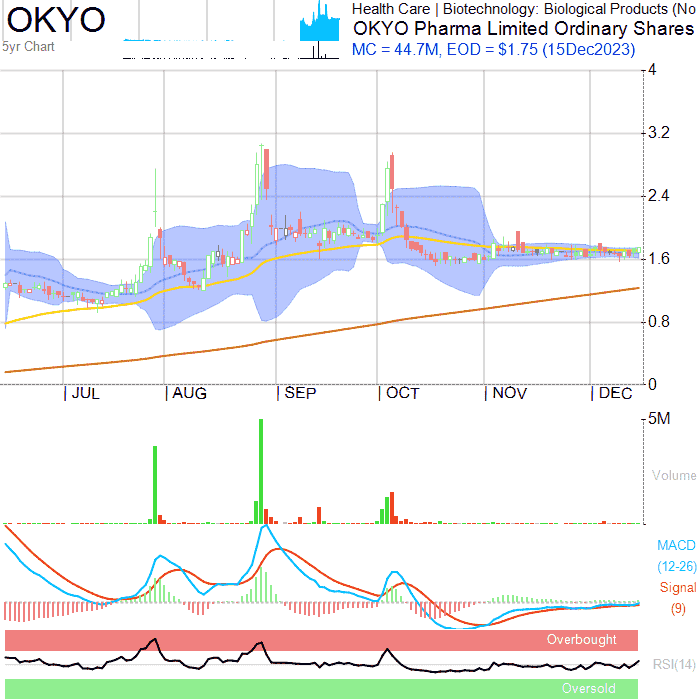 OKYO
5yr Chart
Health Care | Biotechnology: Biological Products (No
OKYO Pharma Limited Ordinary Shares
MC = 44.7M, EOD = $1.75 (15Dec2023)
4
3.2
2.4
1.6
0.8
0
JUL AUG SEP OCT NOV DEC
5M
Volume
MACD
(12-26)
Signal
(9)
Overbought
RSI(14)
Oversold